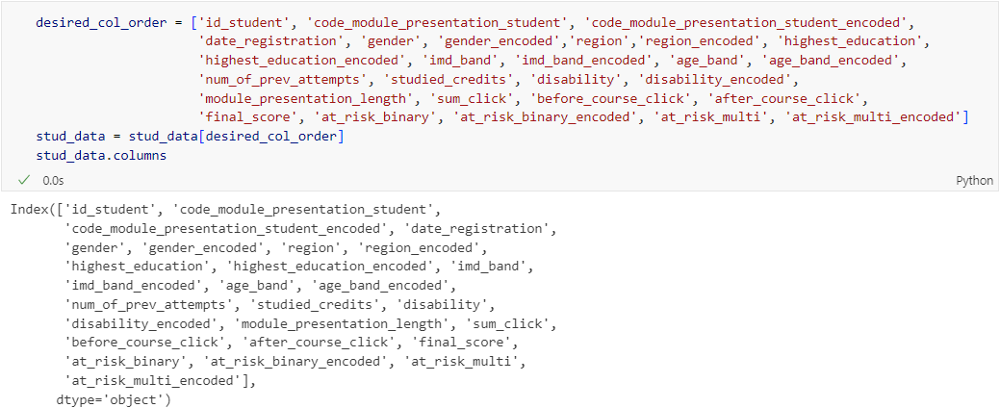 desired_col_order = ['id_student', 'code_module_presentation_student', 'code_module_presentation_student_encoded',
'date_registration', 'gender', 'gender_encoded','region','region_encoded', 'highest_education',
'highest_education_encoded', 'imd_band', 'imd_band_encoded', 'age_band', 'age_band_encoded',
'num_of_prev_attempts', 'studied_credits', 'disability', 'disability_encoded',
'module_presentation_length', 'sum_click', 'before_course_click', 'after_course_click',
'final_score', 'at_risk_binary', 'at_risk_binary_encoded', 'at_risk_multi', 'at_risk_multi_encoded']
stud_data = stud_data[desired_col_order]
stud_data.columns
0.0s Python
Index(['id_student', 'code_module_presentation_student',
'code_module_presentation_student_encoded', 'date_registration',
'gender', 'gender_encoded', 'region', 'region_encoded',
'highest_education', 'highest_education_encoded', 'imd_band',
'imd_band_encoded', 'age_band', 'age_band_encoded',
'num_of_prev_attempts', 'studied_credits', 'disability',
'disability_encoded', 'module_presentation_length', 'sum_click',
'before_course_click', 'after_course_click', 'final_score',
'at_risk_binary', 'at_risk_binary_encoded', 'at_risk_multi',
'at_risk_multi_encoded'],
dtype='object')